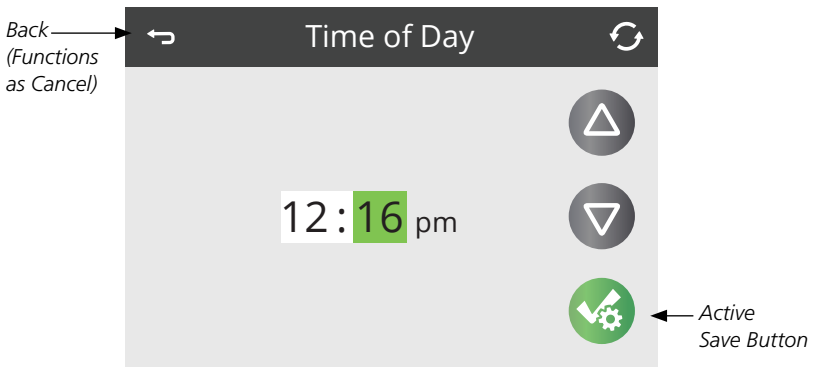 Back
(Functions
as Cancel)
Time of Day
12:16 pm
Active
Save Button